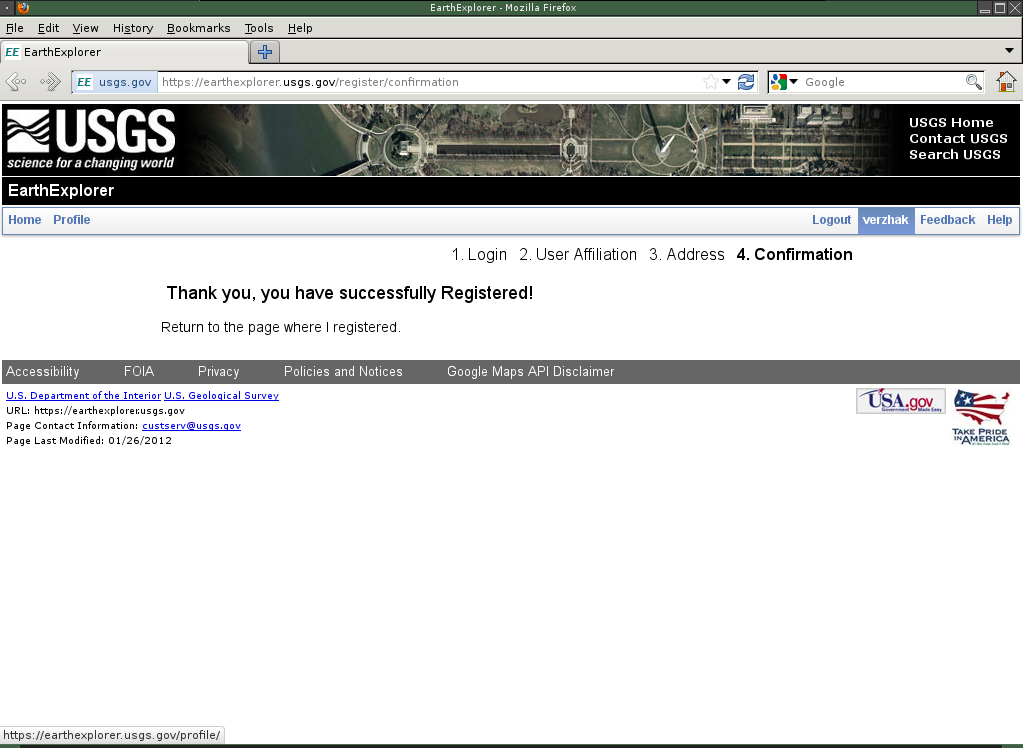 EarthExplorer - Mozilla Firefox
File Edit View History Bookmarks Tools Help
EE EarthExplorer
EE usgs.gov https://earthexplorer.usgs.gov/register/confirmation Google
USGS
science for a changing world
USGS Home
Contact USGS
Search USGS
EarthExplorer
Home Profile Logout verzhak Feedback Help
1. Login 2. User Affiliation 3. Address 4. Confirmation
Thank you, you have successfully Registered!
Return to the page where I registered.
Accessibility FOIA Privacy Policies and Notices Google Maps API Disclaimer
U.S. Department of the Interior U.S. Geological Survey
URL: https://earthexplorer.usgs.gov
Page Contact Information: custserv@usgs.gov
Page Last Modified: 01/26/2012
USA.gov
Government Made Easy
TAKE PRIDE
IN AMERICA
https://earthexplorer.usgs.gov/profile/